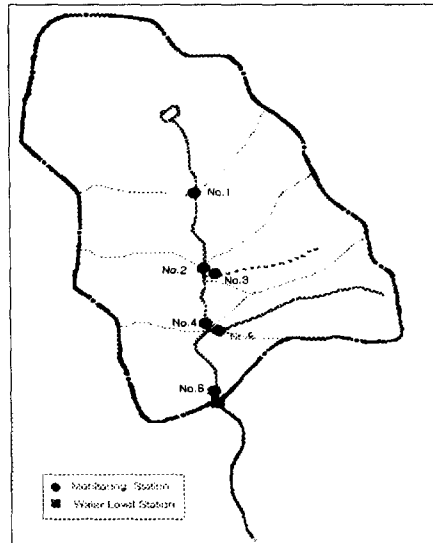 No.1
No.2
No.3
No.4
No.6
Monitoring Station
Water Level Station